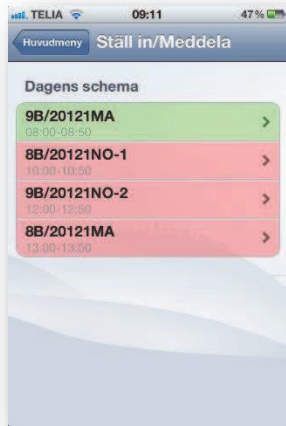 TELIA 09:11 47%
Huvudmeny Ställ in/Meddela
Dagens schema
9B/20121MA
08:00-08:50
8B/20121NO-1
10:00-10:50
9B/20121NO-2
12:00-12:50
8B/20121MA
13:00-13:50